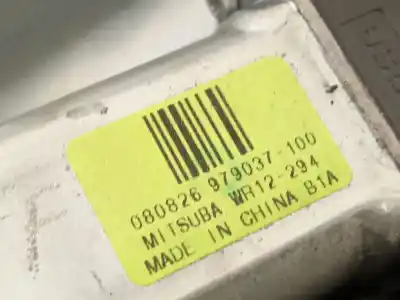 080826 979037-100
MITSUBA WR12-294
MADE IN CHINA B1A